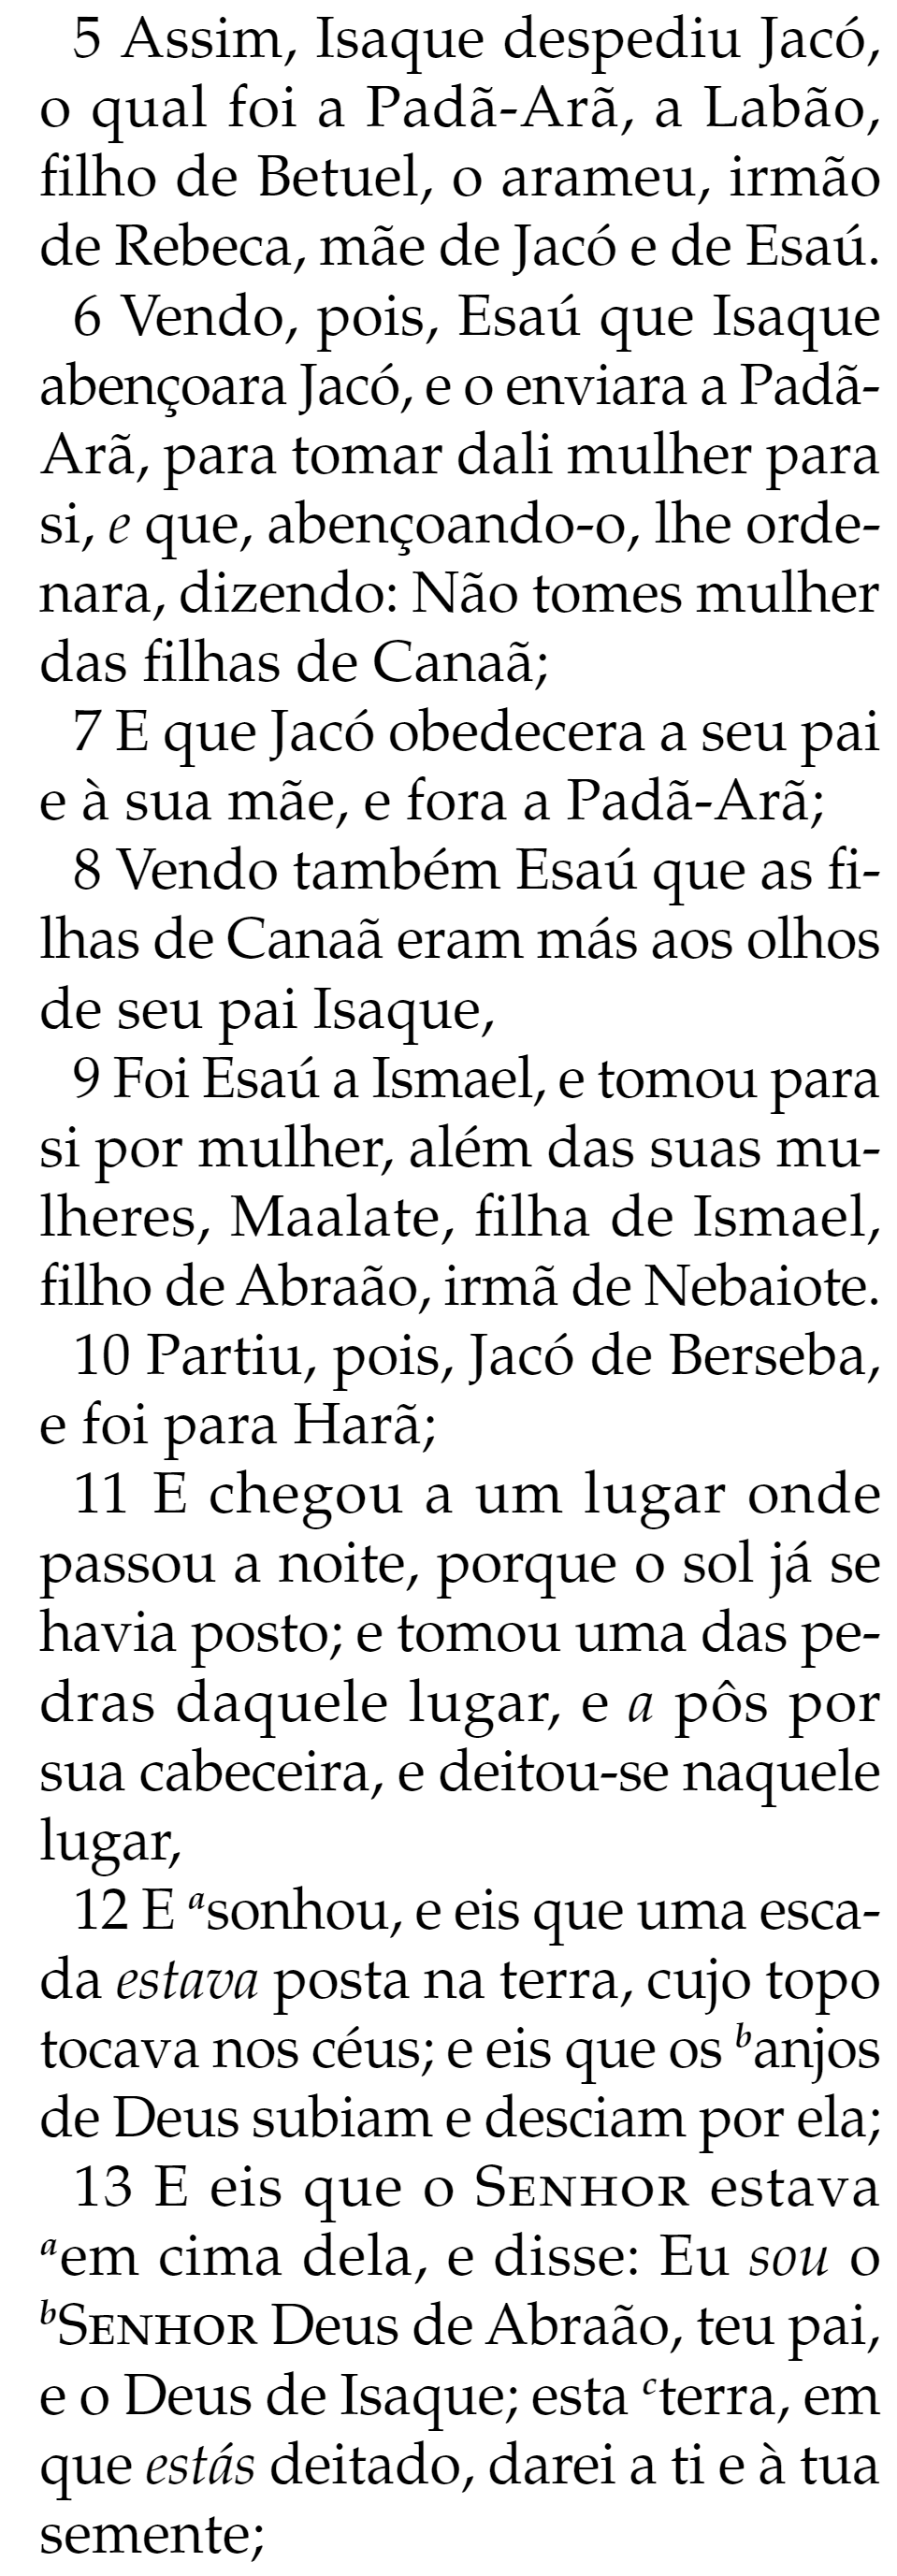 5 Assim, Isaque despediu Jacó,
o qual foi a Padã-Arã, a Labão,
filho de Betuel, o arameu, irmão
de Rebeca, mãe de Jacó e de Esaú.
6 Vendo, pois, Esaú que Isaque
abençoara Jacó, e o enviara a Padã-
Arã, para tomar dali mulher para
si, e que, abençoando-o, lhe orde-
nara, dizendo: Não tomes mulher
das filhas de Canaã;
7 E que Jacó obedecera a seu pai
e à sua mãe, e fora a Padã-Arã;
8 Vendo também Esaú que as fi-
lhas de Canaã eram más aos olhos
de seu pai Isaque,
9 Foi Esaú a Ismael, e tomou para
si por mulher, além das suas mu-
lheres, Maalate, filha de Ismael,
filho de Abraão, irmã de Nebaiote.
10 Partiu, pois, Jacó de Berseba,
e foi para Harã;
11 E chegou a um lugar onde
passou a noite, porque o sol já se
havia posto; e tomou uma das pe-
dras daquele lugar, e a pôs por
sua cabeceira, e deitou-se naquele
lugar,
12 E ᵃsonhou, e eis que uma esca-
da estava posta na terra, cujo topo
tocava nos céus; e eis que os ᵇanjos
de Deus subiam e desciam por ela;
13 E eis que o SENHOR estava
ᵃem cima dela, e disse: Eu sou o
ᵇSENHOR Deus de Abraão, teu pai,
e o Deus de Isaque; esta ᶜterra, em
que estás deitado, darei a ti e à tua
semente;